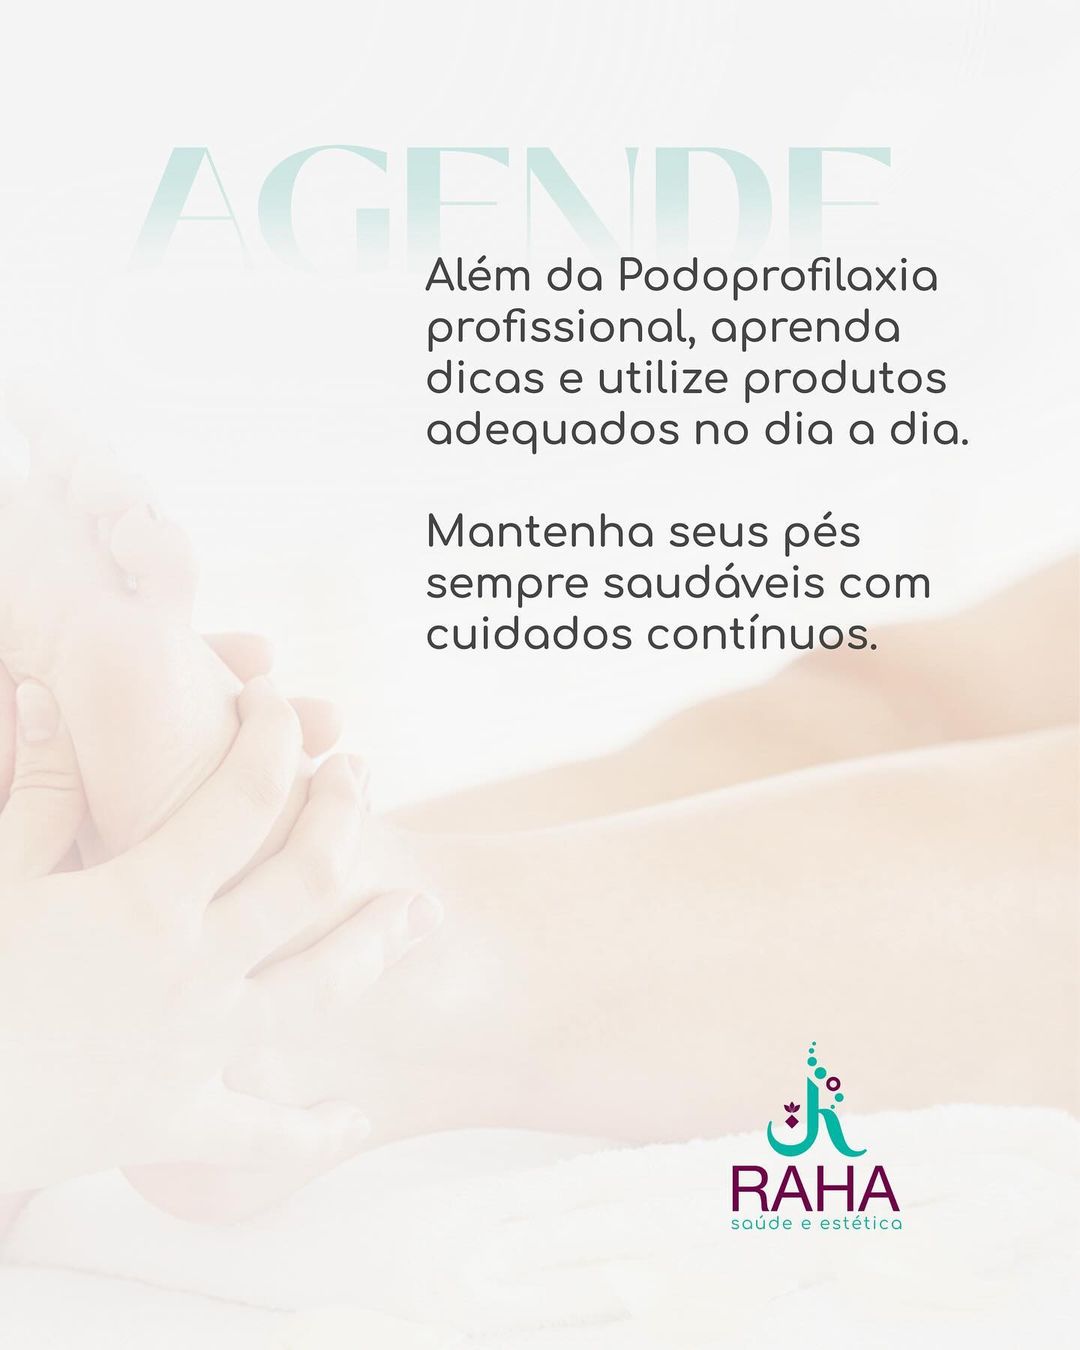 AGENDE
Além da Podoprofilaxia
profissional, aprenda
dicas e utilize produtos
adequados no dia a dia.
Mantenha seus pés
sempre saudáveis com
cuidados contínuos.
RAHA
saúde e estética